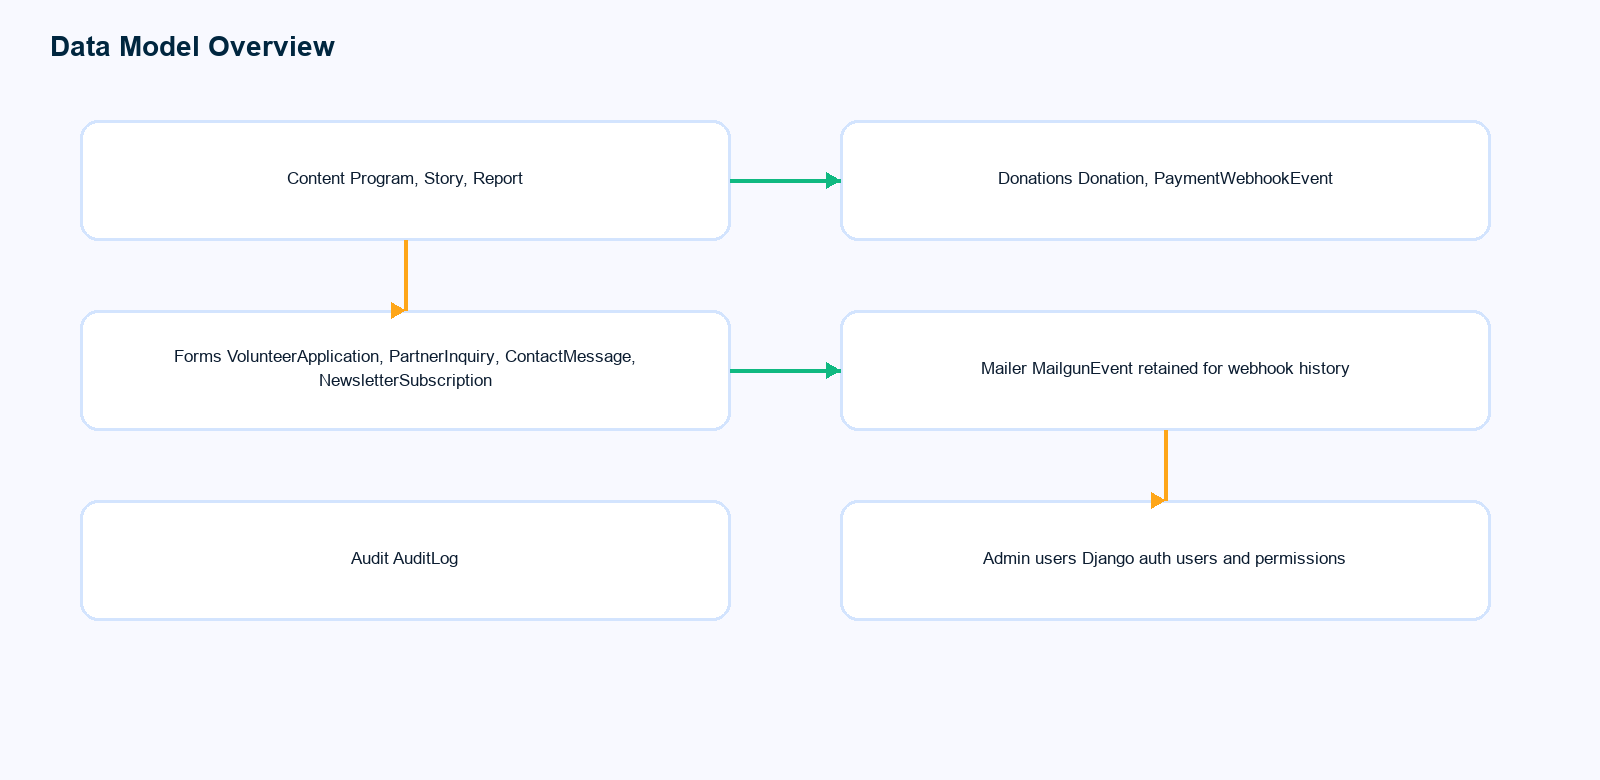 Data Model Overview
Content Program, Story, Report
Donations Donation, PaymentWebhookEvent
Forms VolunteerApplication, PartnerInquiry, ContactMessage,
NewsletterSubscription
Mailer MailgunEvent retained for webhook history
Audit AuditLog
Admin users Django auth users and permissions